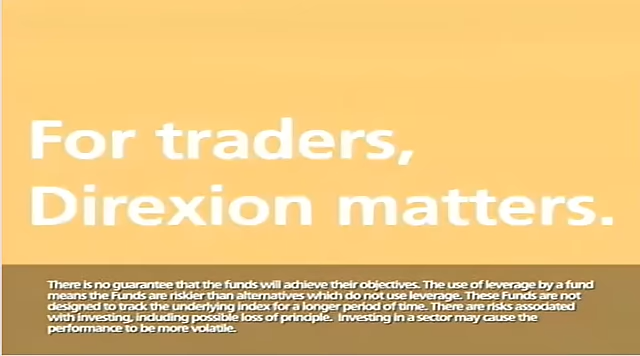 For traders,
Direxion matters.
There is no guarantee that the funds will achieve their objectives. The use of leverage by a fund
means the Funds are riskier than alternatives which do not use leverage. These Funds are not
designed to track the underlying index for a longer period of time. There are risks associated
with investing, including possible loss of principle. Investing in a sector may cause the
performance to be more volatile.